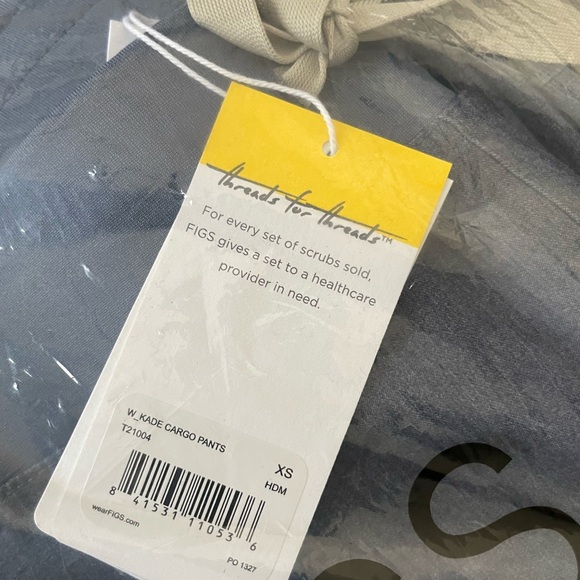 threads for threads™
For every set of scrubs sold,
FIGS gives a set to a healthcare
provider in need.
W_KADE CARGO PANTS
T21004
XS
HDM
8 41531 11053 6
wearFIGS.com
PO 1327
S